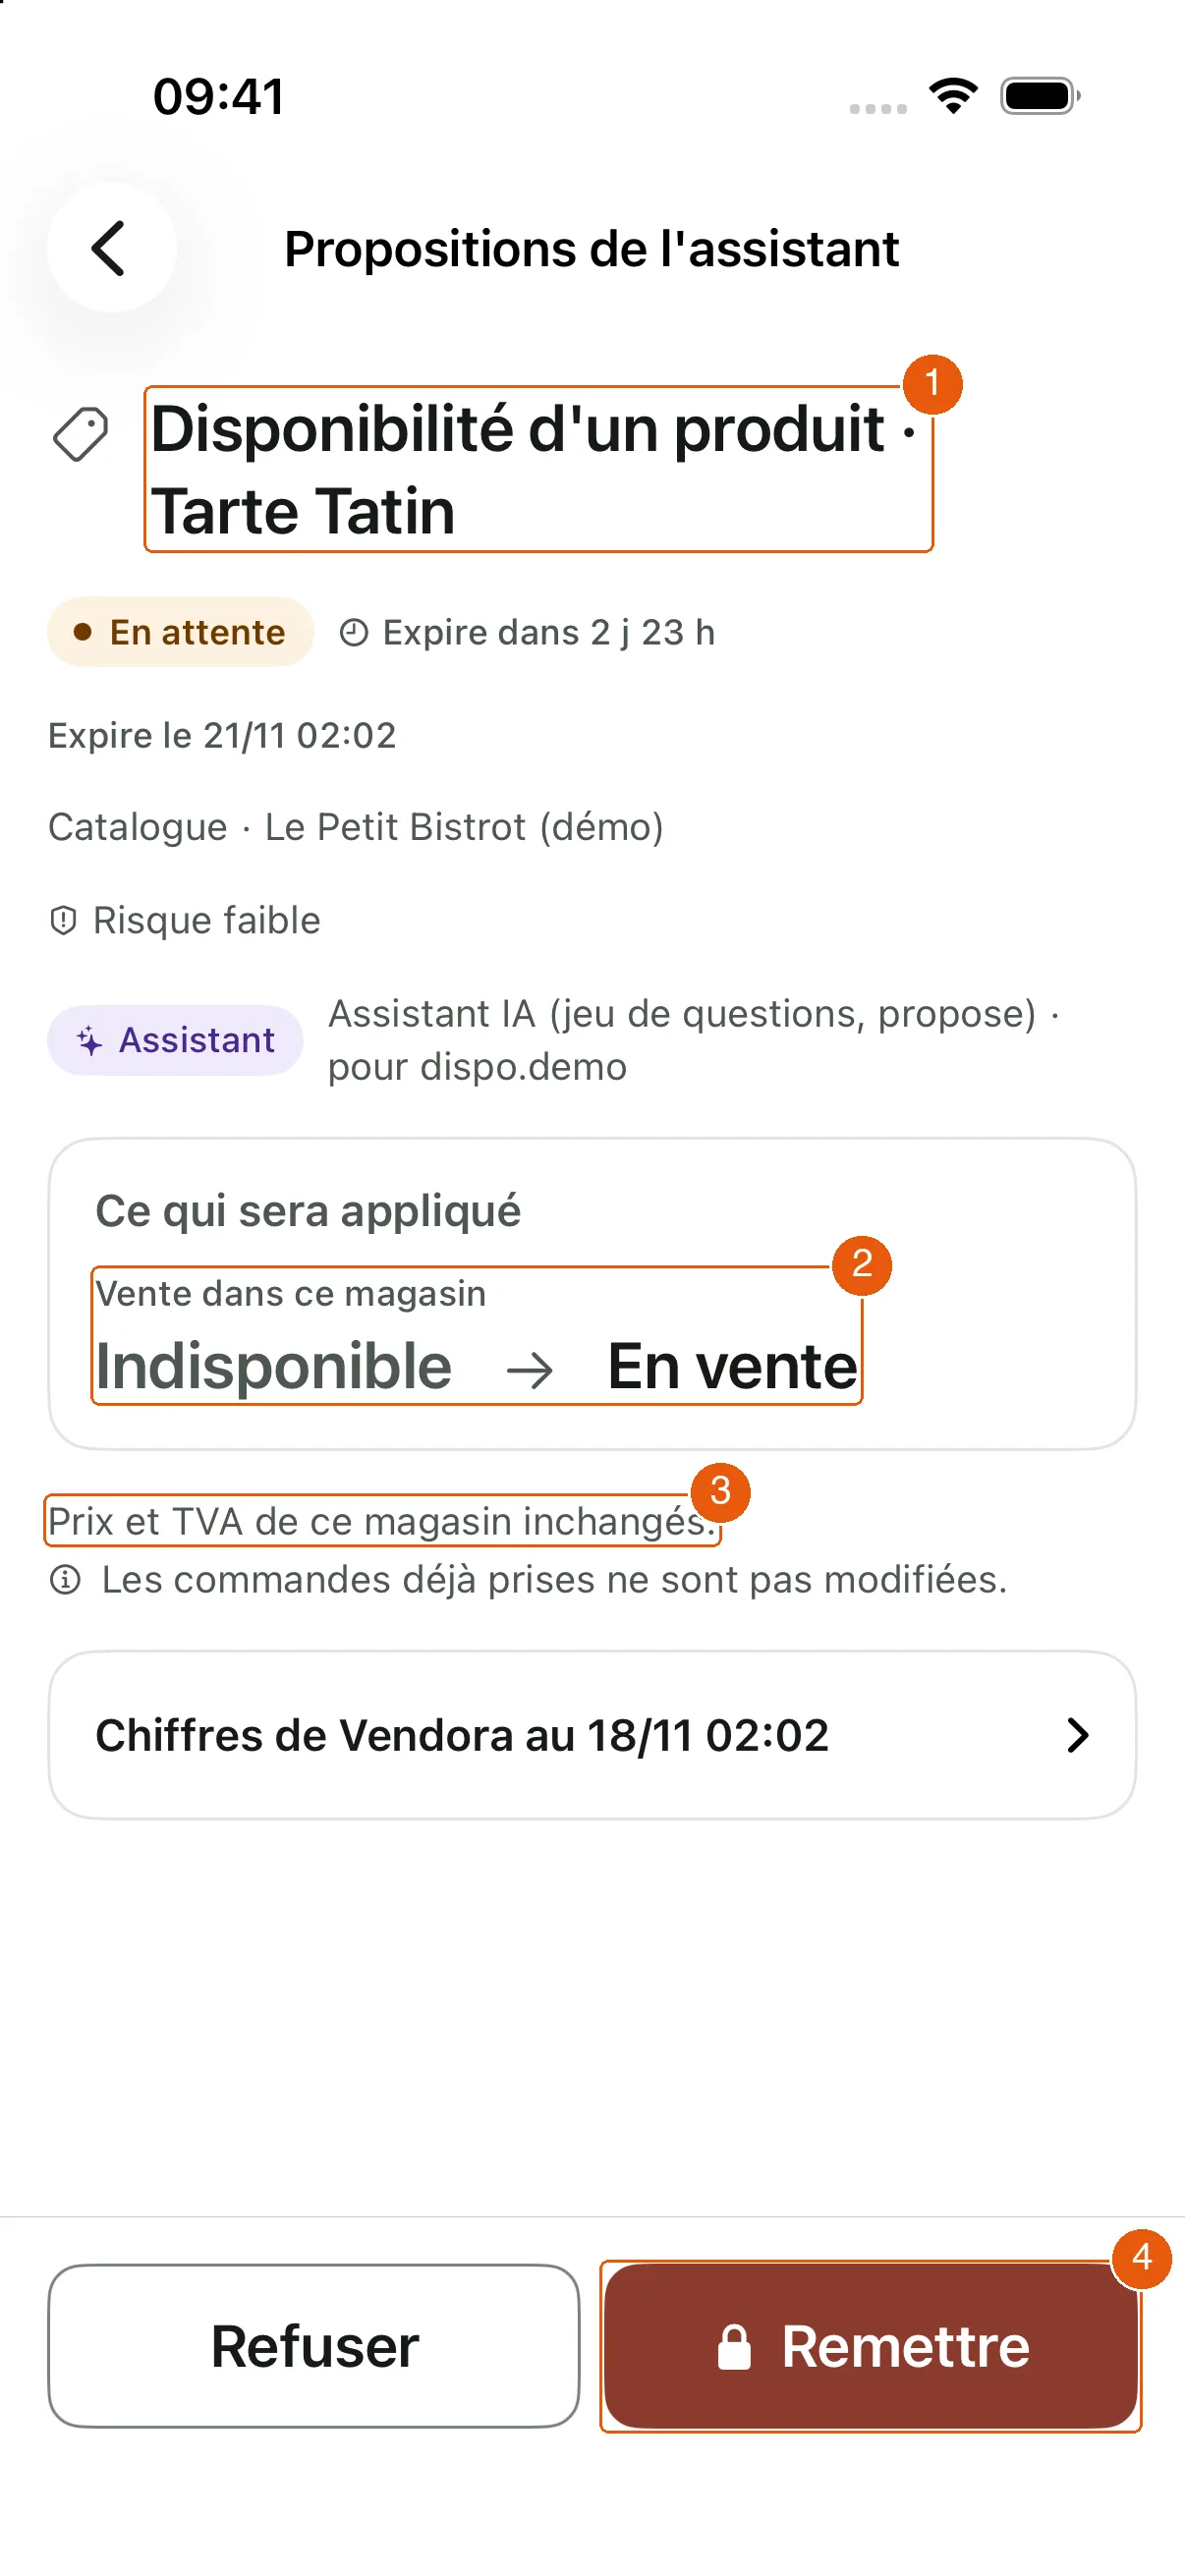 09:41
Propositions de l'assistant
1
Disponibilité d'un produit ·
Tarte Tatin
En attente
Expire dans 2 j 23 h
Expire le 21/11 02:02
Catalogue · Le Petit Bistrot (démo)
Risque faible
Assistant
Assistant IA (jeu de questions, propose) ·
pour dispo.demo
Ce qui sera appliqué
2
Vente dans ce magasin
Indisponible → En vente
3
Prix et TVA de ce magasin inchangés.
Les commandes déjà prises ne sont pas modifiées.
Chiffres de Vendora au 18/11 02:02
4
Refuser
Remettre